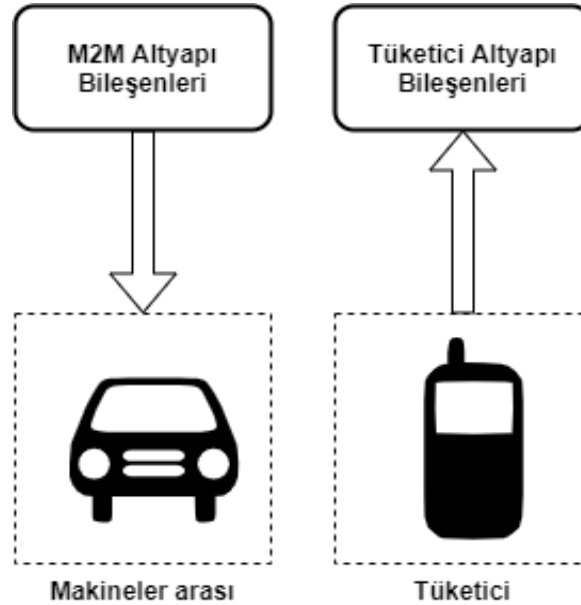 M2M Altyapı
Bileşenleri
Tüketici Altyapı
Bileşenleri
Makineler arası
Tüketici